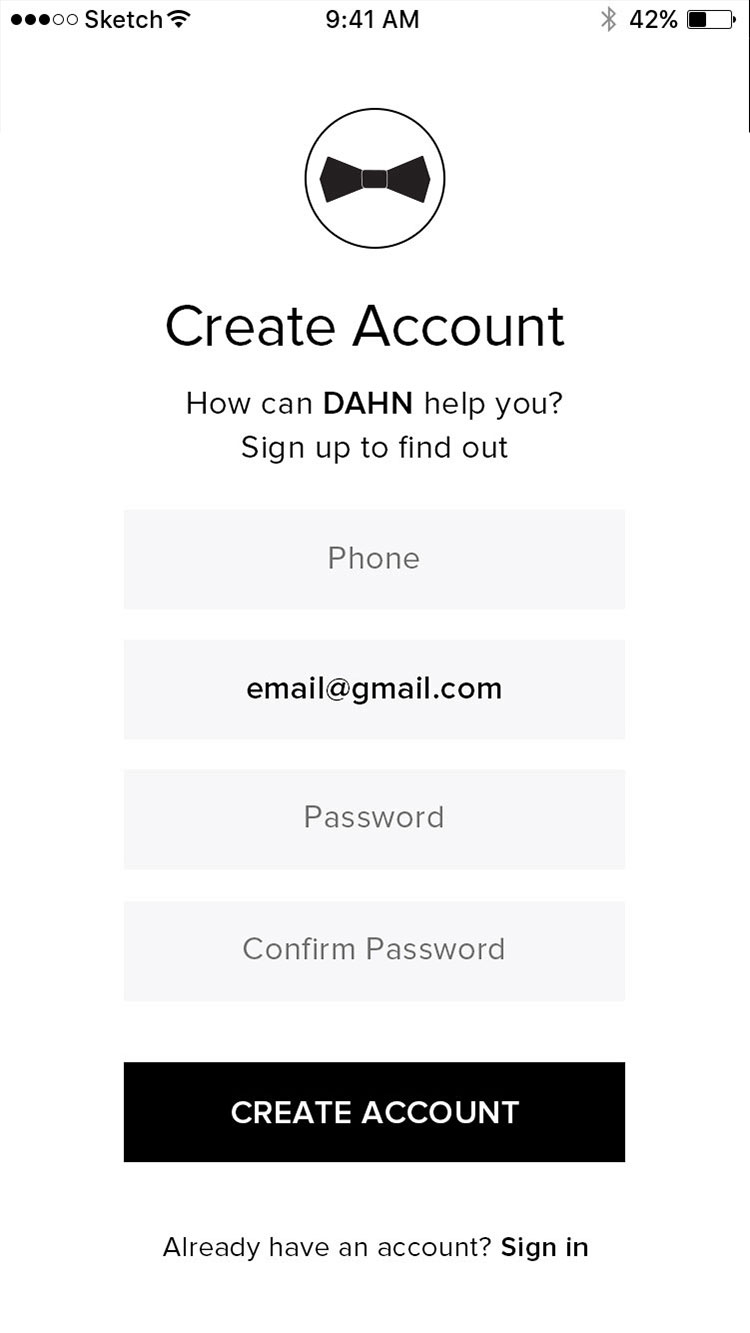 Sketch 9:41 AM 42%
Create Account
How can DAHN help you?
Sign up to find out
Phone
email@gmail.com
Password
Confirm Password
CREATE ACCOUNT
Already have an account? Sign in